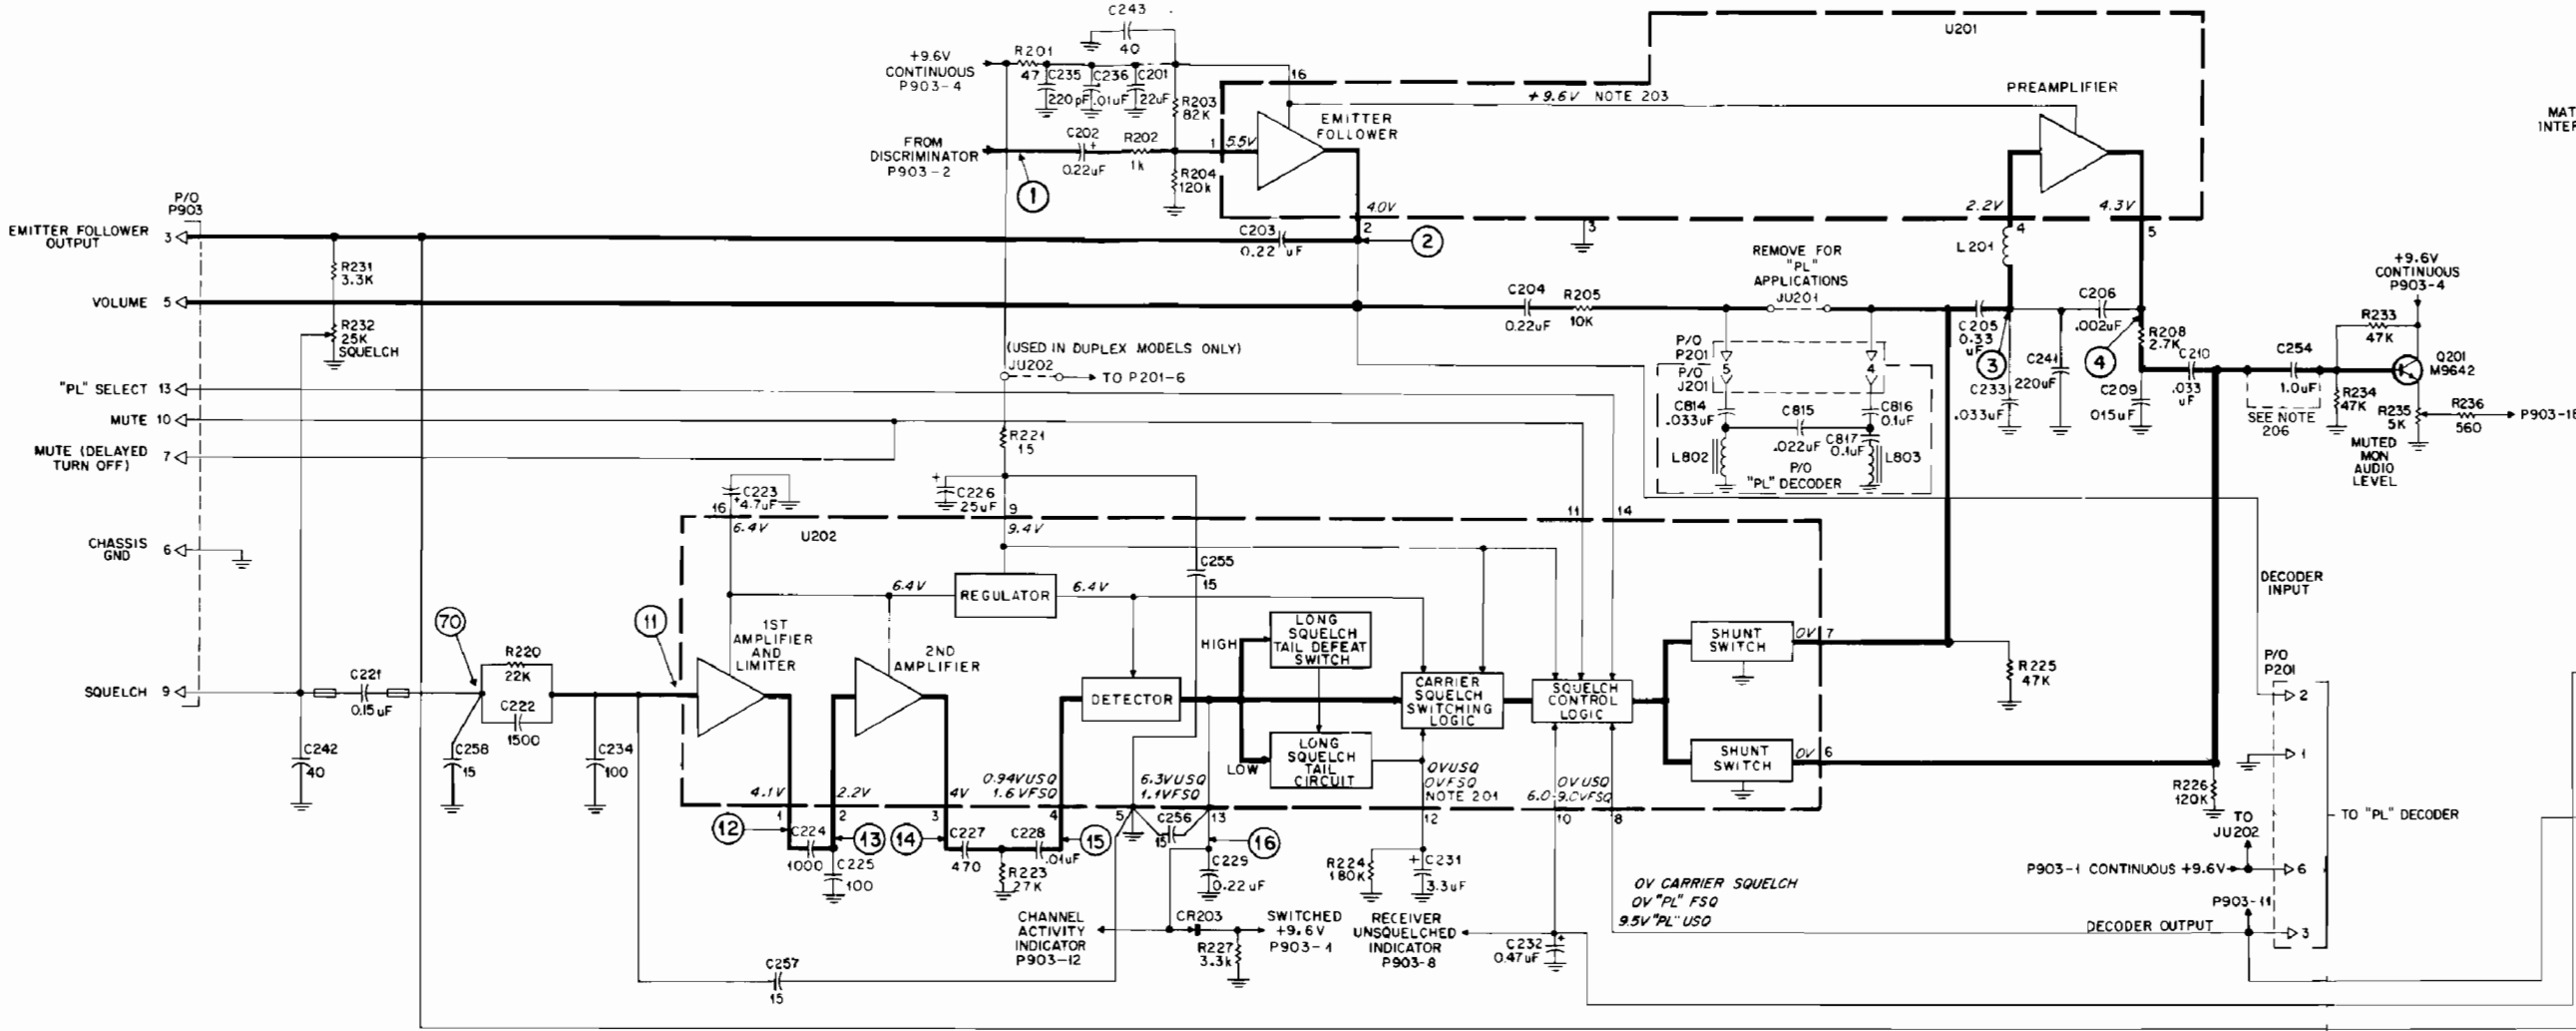 C243
40
U201
+9.6V
CONTINUOUS
P903-4
R201
47
C235
220pF
C236
.01uF
C201
22uF
R203
82K
16
+9.6V NOTE 203
PREAMPLIFIER
EMITTER
FOLLOWER
MAT
INTER
FROM
DISCRIMINATOR
P903-2
C202
+
0.22uF
R202
1k
1
5.5V
R204
120k
1
4.0V
2.2V
4.3V
P/O
P903
EMITTER FOLLOWER
OUTPUT
3
C203
0.22 uF
2
2
3
4
5
L201
R231
3.3K
REMOVE FOR
"PL"
APPLICATIONS
JU201
+9.6V
CONTINUOUS
P903-4
VOLUME 5
C204
0.22uF
R205
10K
C205
0.33
uF
C206
.002uF
R208
2.7K
R233
47K
R232
25K
SQUELCH
(USED IN DUPLEX MODELS ONLY)
JU202
TO P201-6
P/O
P201
5
4
P/O
J201
3
C241
220uF
4
C210
.033
uF
C254
1.0uF
Q201
M9642
"PL" SELECT 13
C233
.033uF
C209
015uF
SEE NOTE
206
R234
47K
R235
5K
R236
560
P903-18
MUTE 10
C814
.033uF
C815
.022uF
C816
0.1uF
C817
0.1uF
MUTED
MON
AUDIO
LEVEL
R221
15
MUTE (DELAYED
TURN OFF)
7
L802
L803
P/O
"PL" DECODER
C223
+
4.7uF
+
C226
25uF
16
6.4V
9
9.4V
11
14
U202
CHASSIS
GND
6
C255
15
6.4V
REGULATOR
6.4V
DECODER
INPUT
70
11
1ST
AMPLIFIER
AND
LIMITER
2ND
AMPLIFIER
HIGH
LONG
SQUELCH
TAIL DEFEAT
SWITCH
SHUNT
SWITCH
0V
7
R225
47K
P/O
P201
SQUELCH 9
C221
0.15uF
R220
22K
C222
1500
DETECTOR
CARRIER
SQUELCH
SWITCHING
LOGIC
SQUELCH
CONTROL
LOGIC
2
C242
40
C258
15
C234
100
LOW
LONG
SQUELCH
TAIL
CIRCUIT
SHUNT
SWITCH
0V
6
1
4.1V
2.2V
4V
0.94VUSQ
1.6VFSQ
6.3VUSQ
1.1VFSQ
0VUSQ
0VFSQ
NOTE 201
0VUSQ
6.0-9.0VFSQ
R226
120K
1
2
3
4
5
13
12
10
8
12
C224
1000
13
C225
100
14
C227
470
C228
.01uF
15
C256
15
16
TO
JU202
TO "PL" DECODER
R223
27K
C229
0.22uF
R224
180K
+
C231
3.3uF
P903-1 CONTINUOUS +9.6V
6
0V CARRIER SQUELCH
0V "PL" FSQ
9.5V "PL" USQ
P903-11
DECODER OUTPUT
3
CHANNEL
ACTIVITY
INDICATOR
P903-12
CR203
R227
3.3k
SWITCHED
+9.6V
P903-1
RECEIVER
UNSQUELCHED
INDICATOR
P903-8
C232
0.47uF
+
C257
15